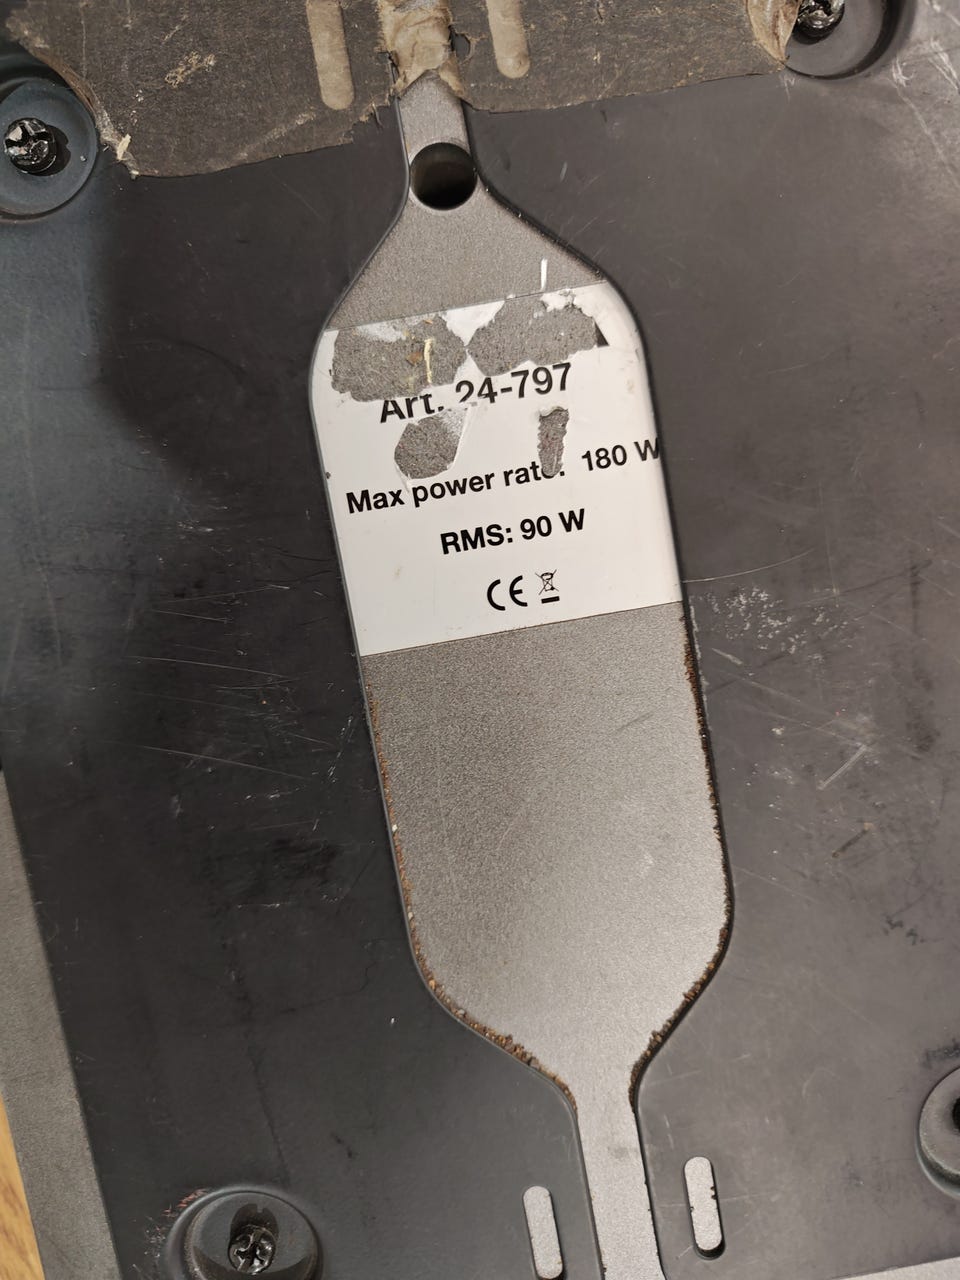 Art. 24-797
Max power rate: 180 W
RMS: 90 W
CE